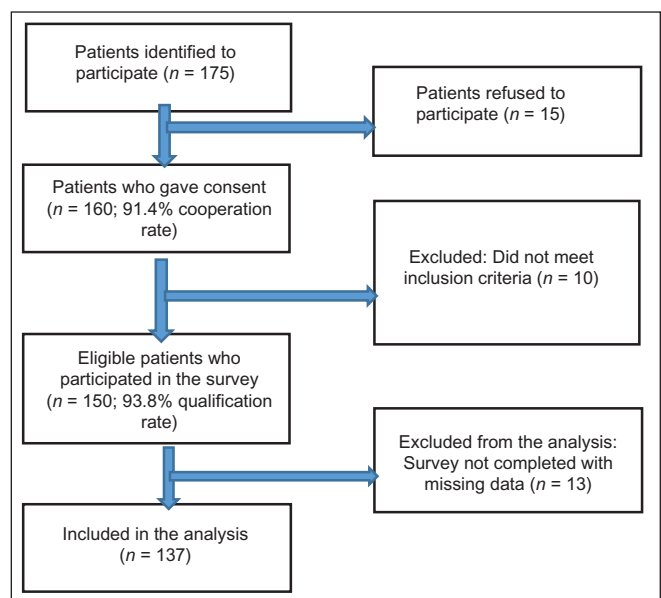 Patients identified to
participate (n = 175)
Patients refused to
participate (n = 15)
Patients who gave consent
(n = 160; 91.4% cooperation
rate)
Excluded: Did not meet
inclusion criteria (n = 10)
Eligible patients who
participated in the survey
(n = 150; 93.8% qualification
rate)
Excluded from the analysis:
Survey not completed with
missing data (n = 13)
Included in the analysis
(n = 137)